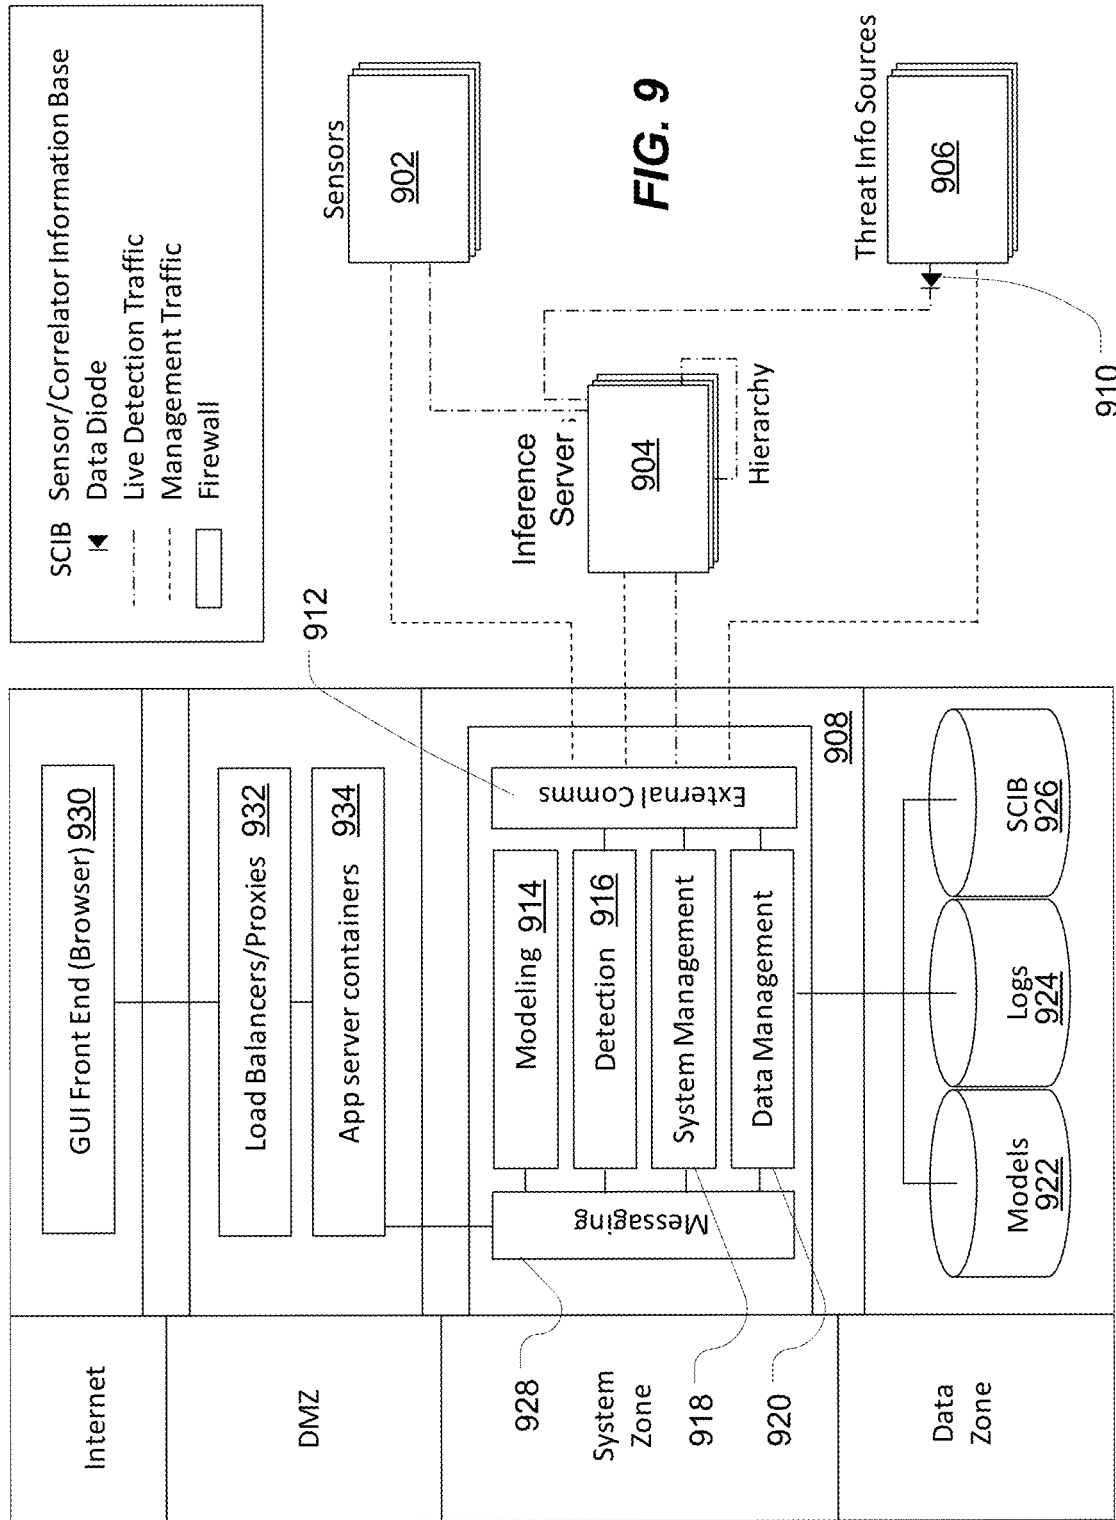 Internet
GUI Front End (Browser) 930
DMZ
Load Balancers/Proxies 932
App server containers 934
System
Zone
928
918
920
Messaging
Modeling 914
Detection 916
System Management
Data Management
External Comms
912
908
Data
Zone
Models
922
Logs
924
SCIB
926
SCIB Sensor/Correlator Information Base
Data Diode
Live Detection Traffic
Management Traffic
Firewall
Sensors
902
Inference
Server
904
Hierarchy
FIG. 9
Threat Info Sources
906
910